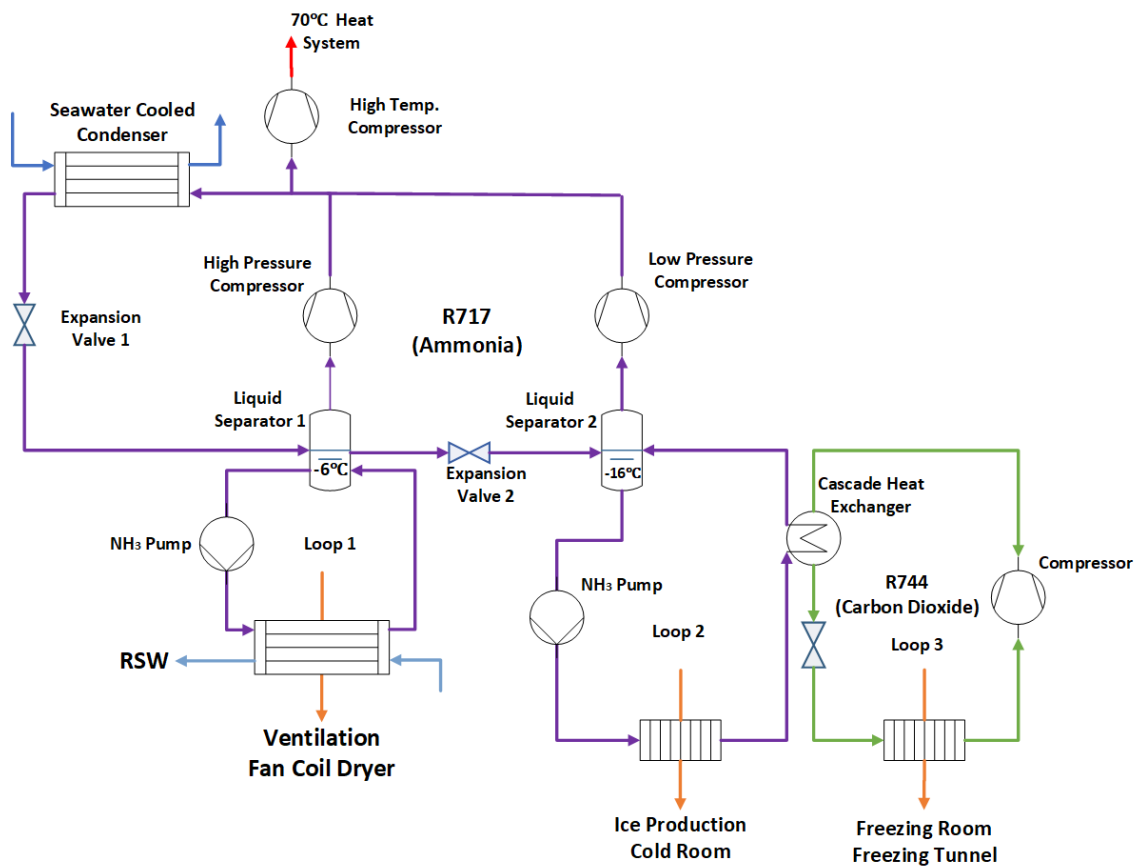 70℃ Heat
System
Seawater Cooled
Condenser
High Temp.
Compressor
High Pressure
Compressor
Low Pressure
Compressor
Expansion
Valve 1
R717
(Ammonia)
Liquid
Separator 1
Liquid
Separator 2
-6℃
-16℃
Expansion
Valve 2
Cascade Heat
Exchanger
NH₃ Pump
Loop 1
Compressor
R744
(Carbon Dioxide)
NH₃ Pump
Loop 2
Loop 3
RSW
Ventilation
Fan Coil Dryer
Ice Production
Cold Room
Freezing Room
Freezing Tunnel